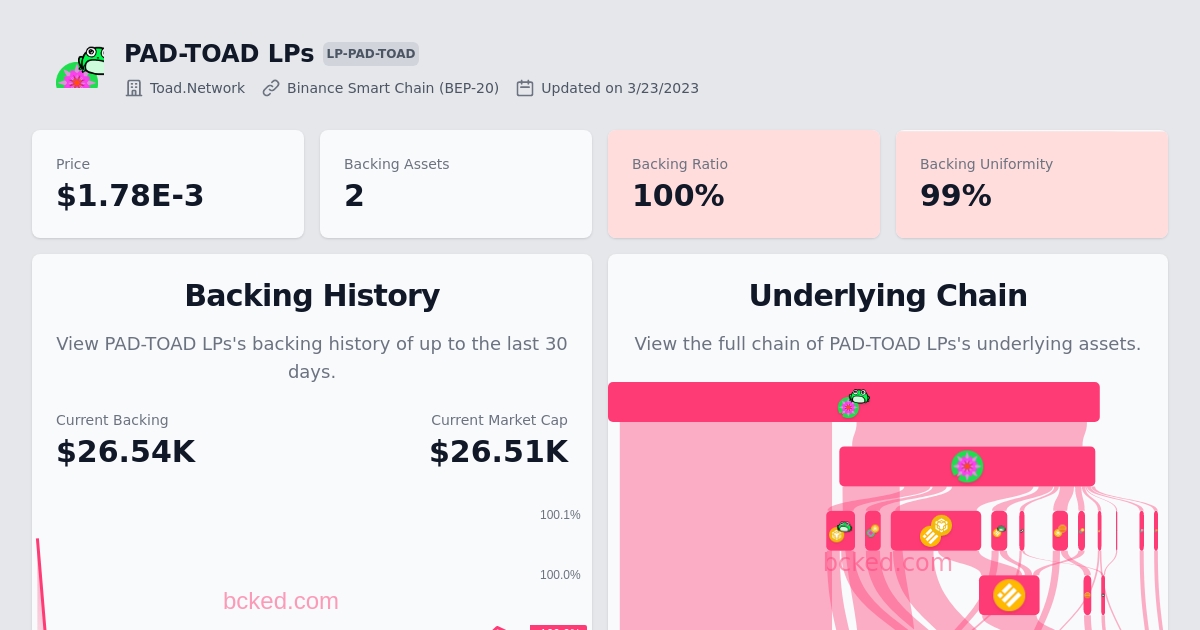 PAD-TOAD LPs LP-PAD-TOAD
Toad.Network Binance Smart Chain (BEP-20) Updated on 3/23/2023
Price
$1.78E-3
Backing Assets
2
Backing Ratio
100%
Backing Uniformity
99%
Backing History
View PAD-TOAD LPs's backing history of up to the last 30
days.
Current Backing
$26.54K
Current Market Cap
$26.51K
100.1%
100.0%
bcked.com
Underlying Chain
View the full chain of PAD-TOAD LPs's underlying assets.
bcked.com